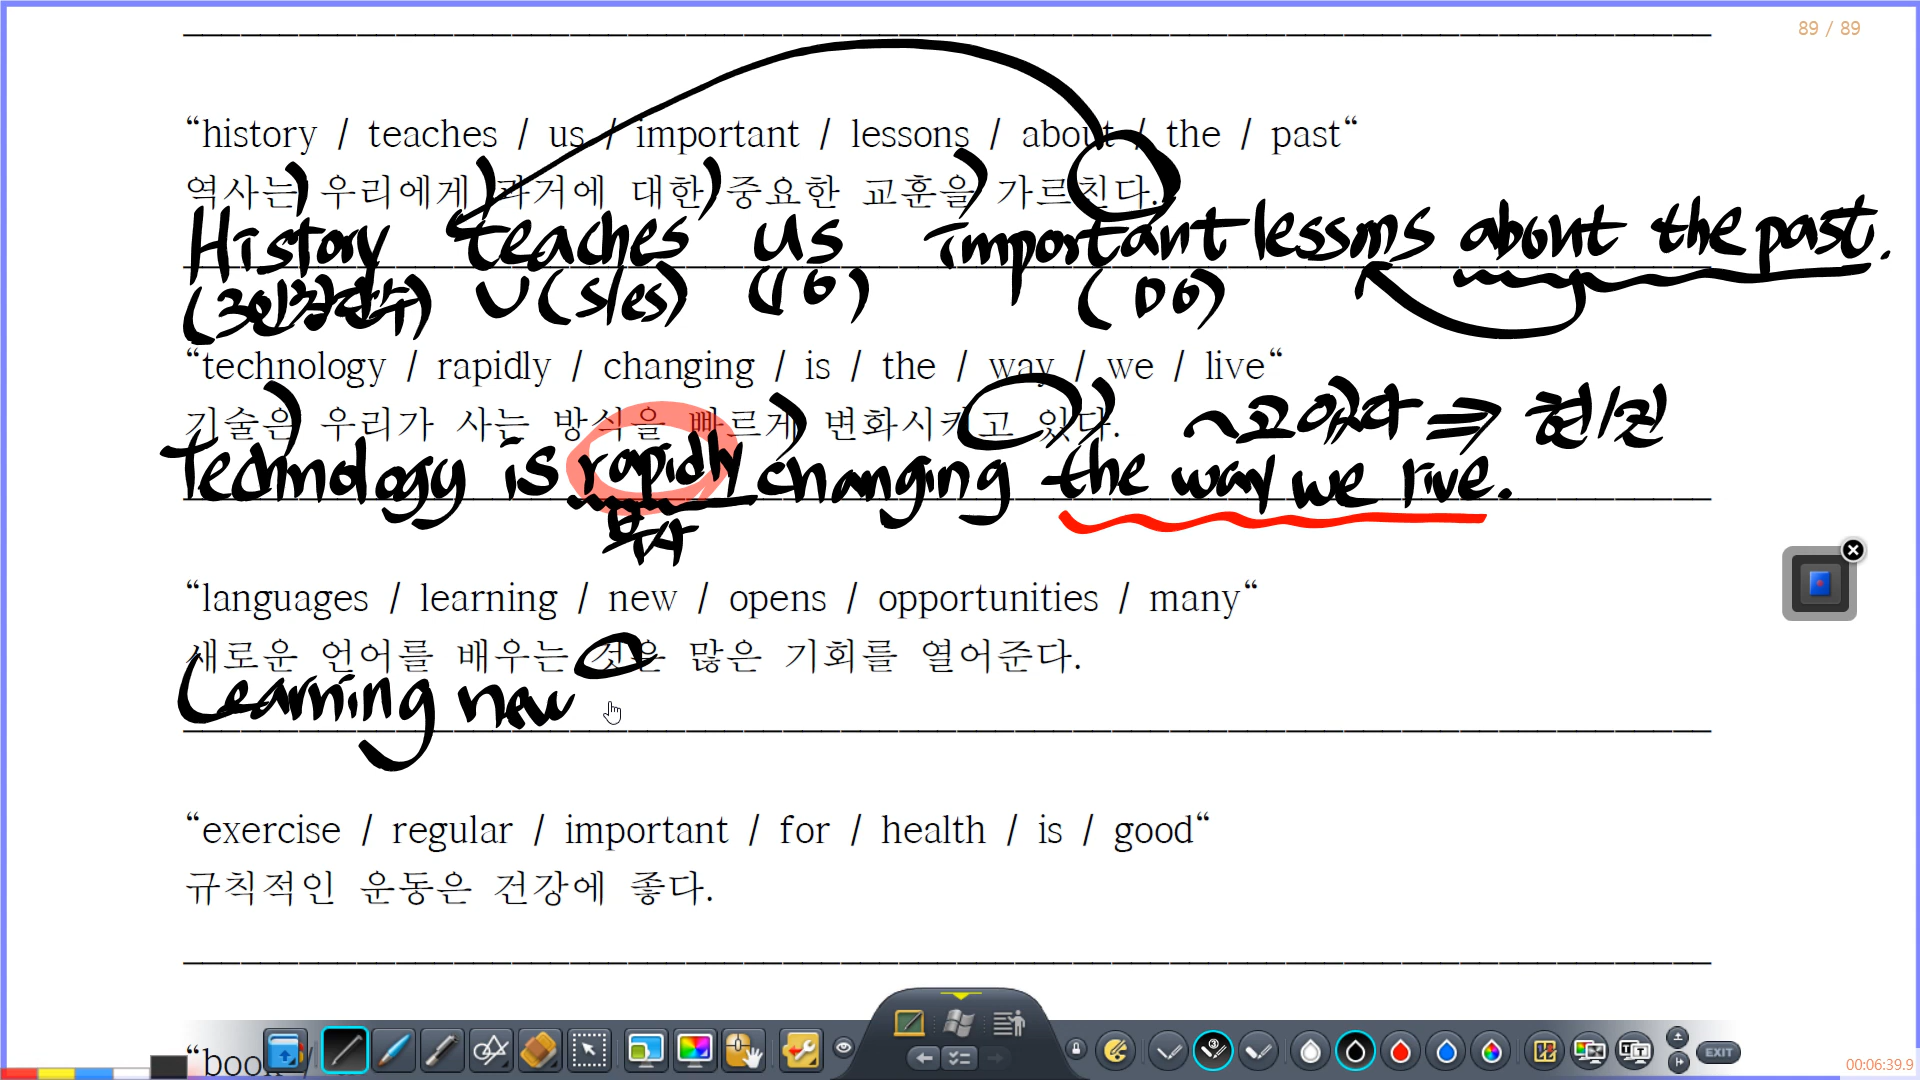 89 / 89
“history / teaches / us / important / lessons / about / the / past“
역사는 우리에게 과거에 대한 중요한 교훈을 가르친다.
History teaches us important lessons about the past.
(3인칭단수) V (s/es) (IO) (DO)
“technology / rapidly / changing / is / the / way / we / live“
기술은 우리가 사는 방식을 빠르게 변화시키고 있다.
~고 있다 ⇒ 현/진
Technology is rapidly changing the way we live.
부사
“languages / learning / new / opens / opportunities / many“
새로운 언어를 배우는 것은 많은 기회를 열어준다.
Learning new
“exercise / regular / important / for / health / is / good“
규칙적인 운동은 건강에 좋다.
“book /
EXIT
00:06:39.9